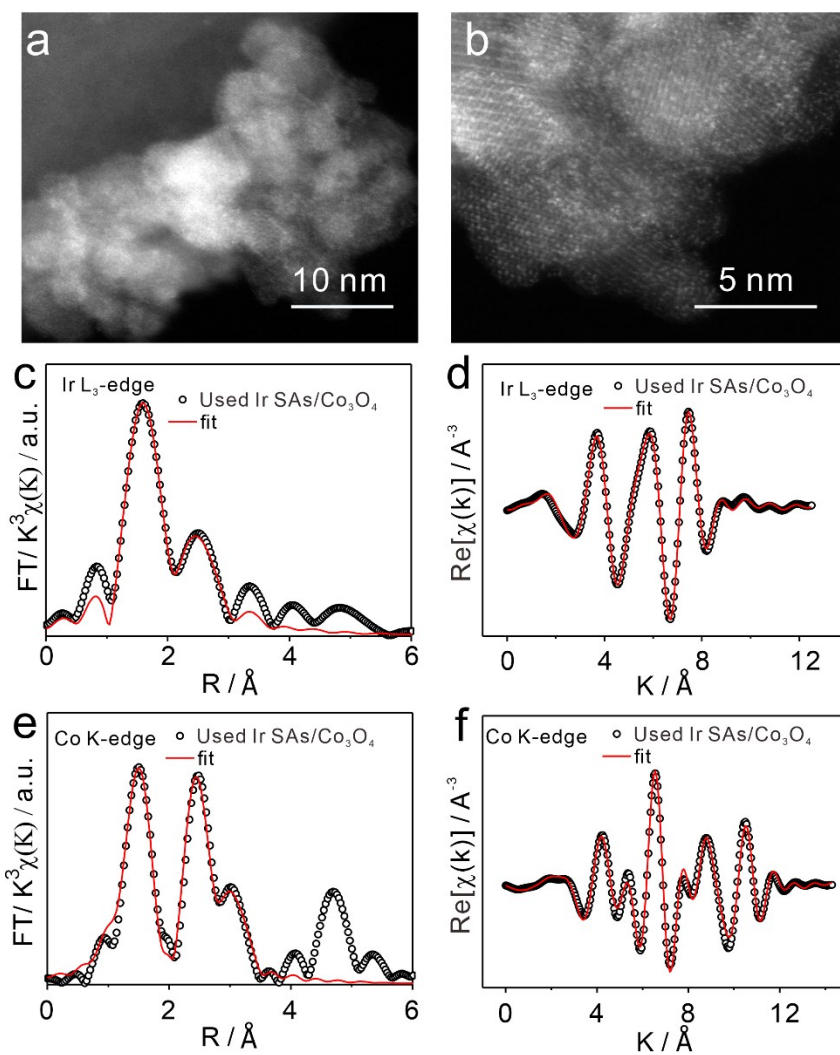 a
10 nm
b
5 nm
c
Ir L₃-edge
Used Ir SAs/Co₃O₄
fit
FT/ K³χ(K) / a.u.
0 2 4 6
R / Å
d
Ir L₃-edge
Used Ir SAs/Co₃O₄
fit
Re[χ(k)] / A⁻³
0 4 8 12
K / Å
e
Co K-edge
Used Ir SAs/Co₃O₄
fit
FT/ K³χ(K) / a.u.
0 2 4 6
R / Å
f
Co K-edge
Used Ir SAs/Co₃O₄
fit
Re[χ(k)] / A⁻³
0 4 8 12
K / Å